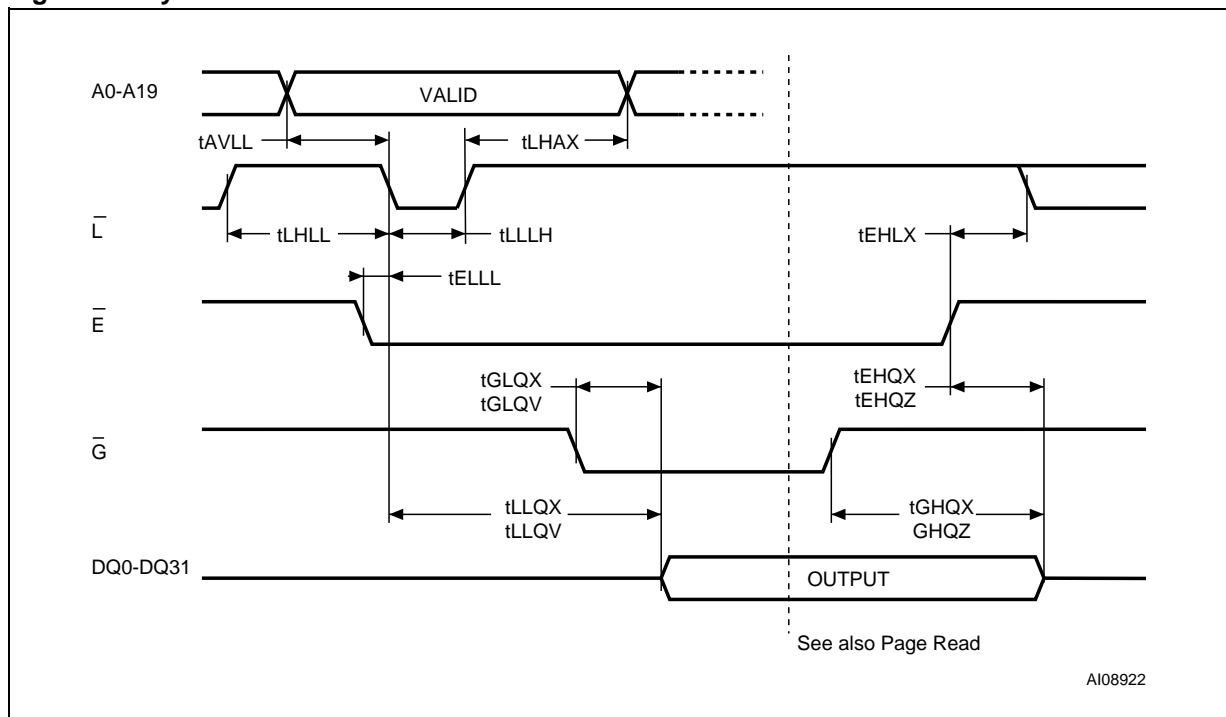 A0-A19
VALID
tAVLL
tLHAX
L
tLHLL
tLLLH
tEHLX
tELLL
E
tGLQX
tGLQV
tEHQX
tEHQZ
G
tLLQX
tLLQV
tGHQX
GHQZ
DQ0-DQ31
OUTPUT
See also Page Read
AI08922